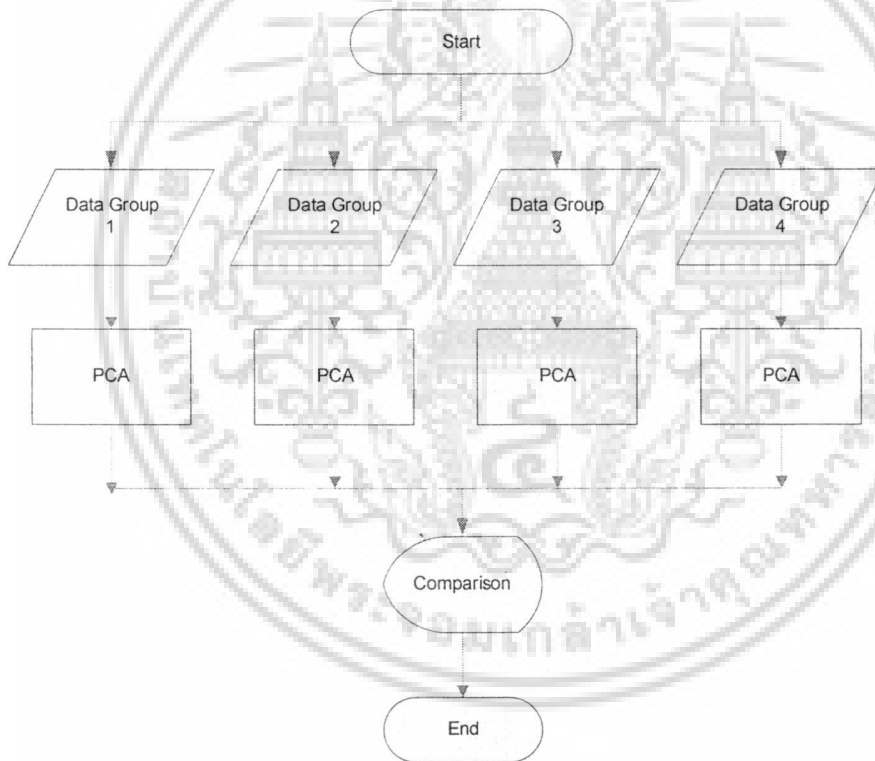 Start
Data Group
1
Data Group
2
Data Group
3
Data Group
4
PCA
PCA
PCA
PCA
Comparison
End